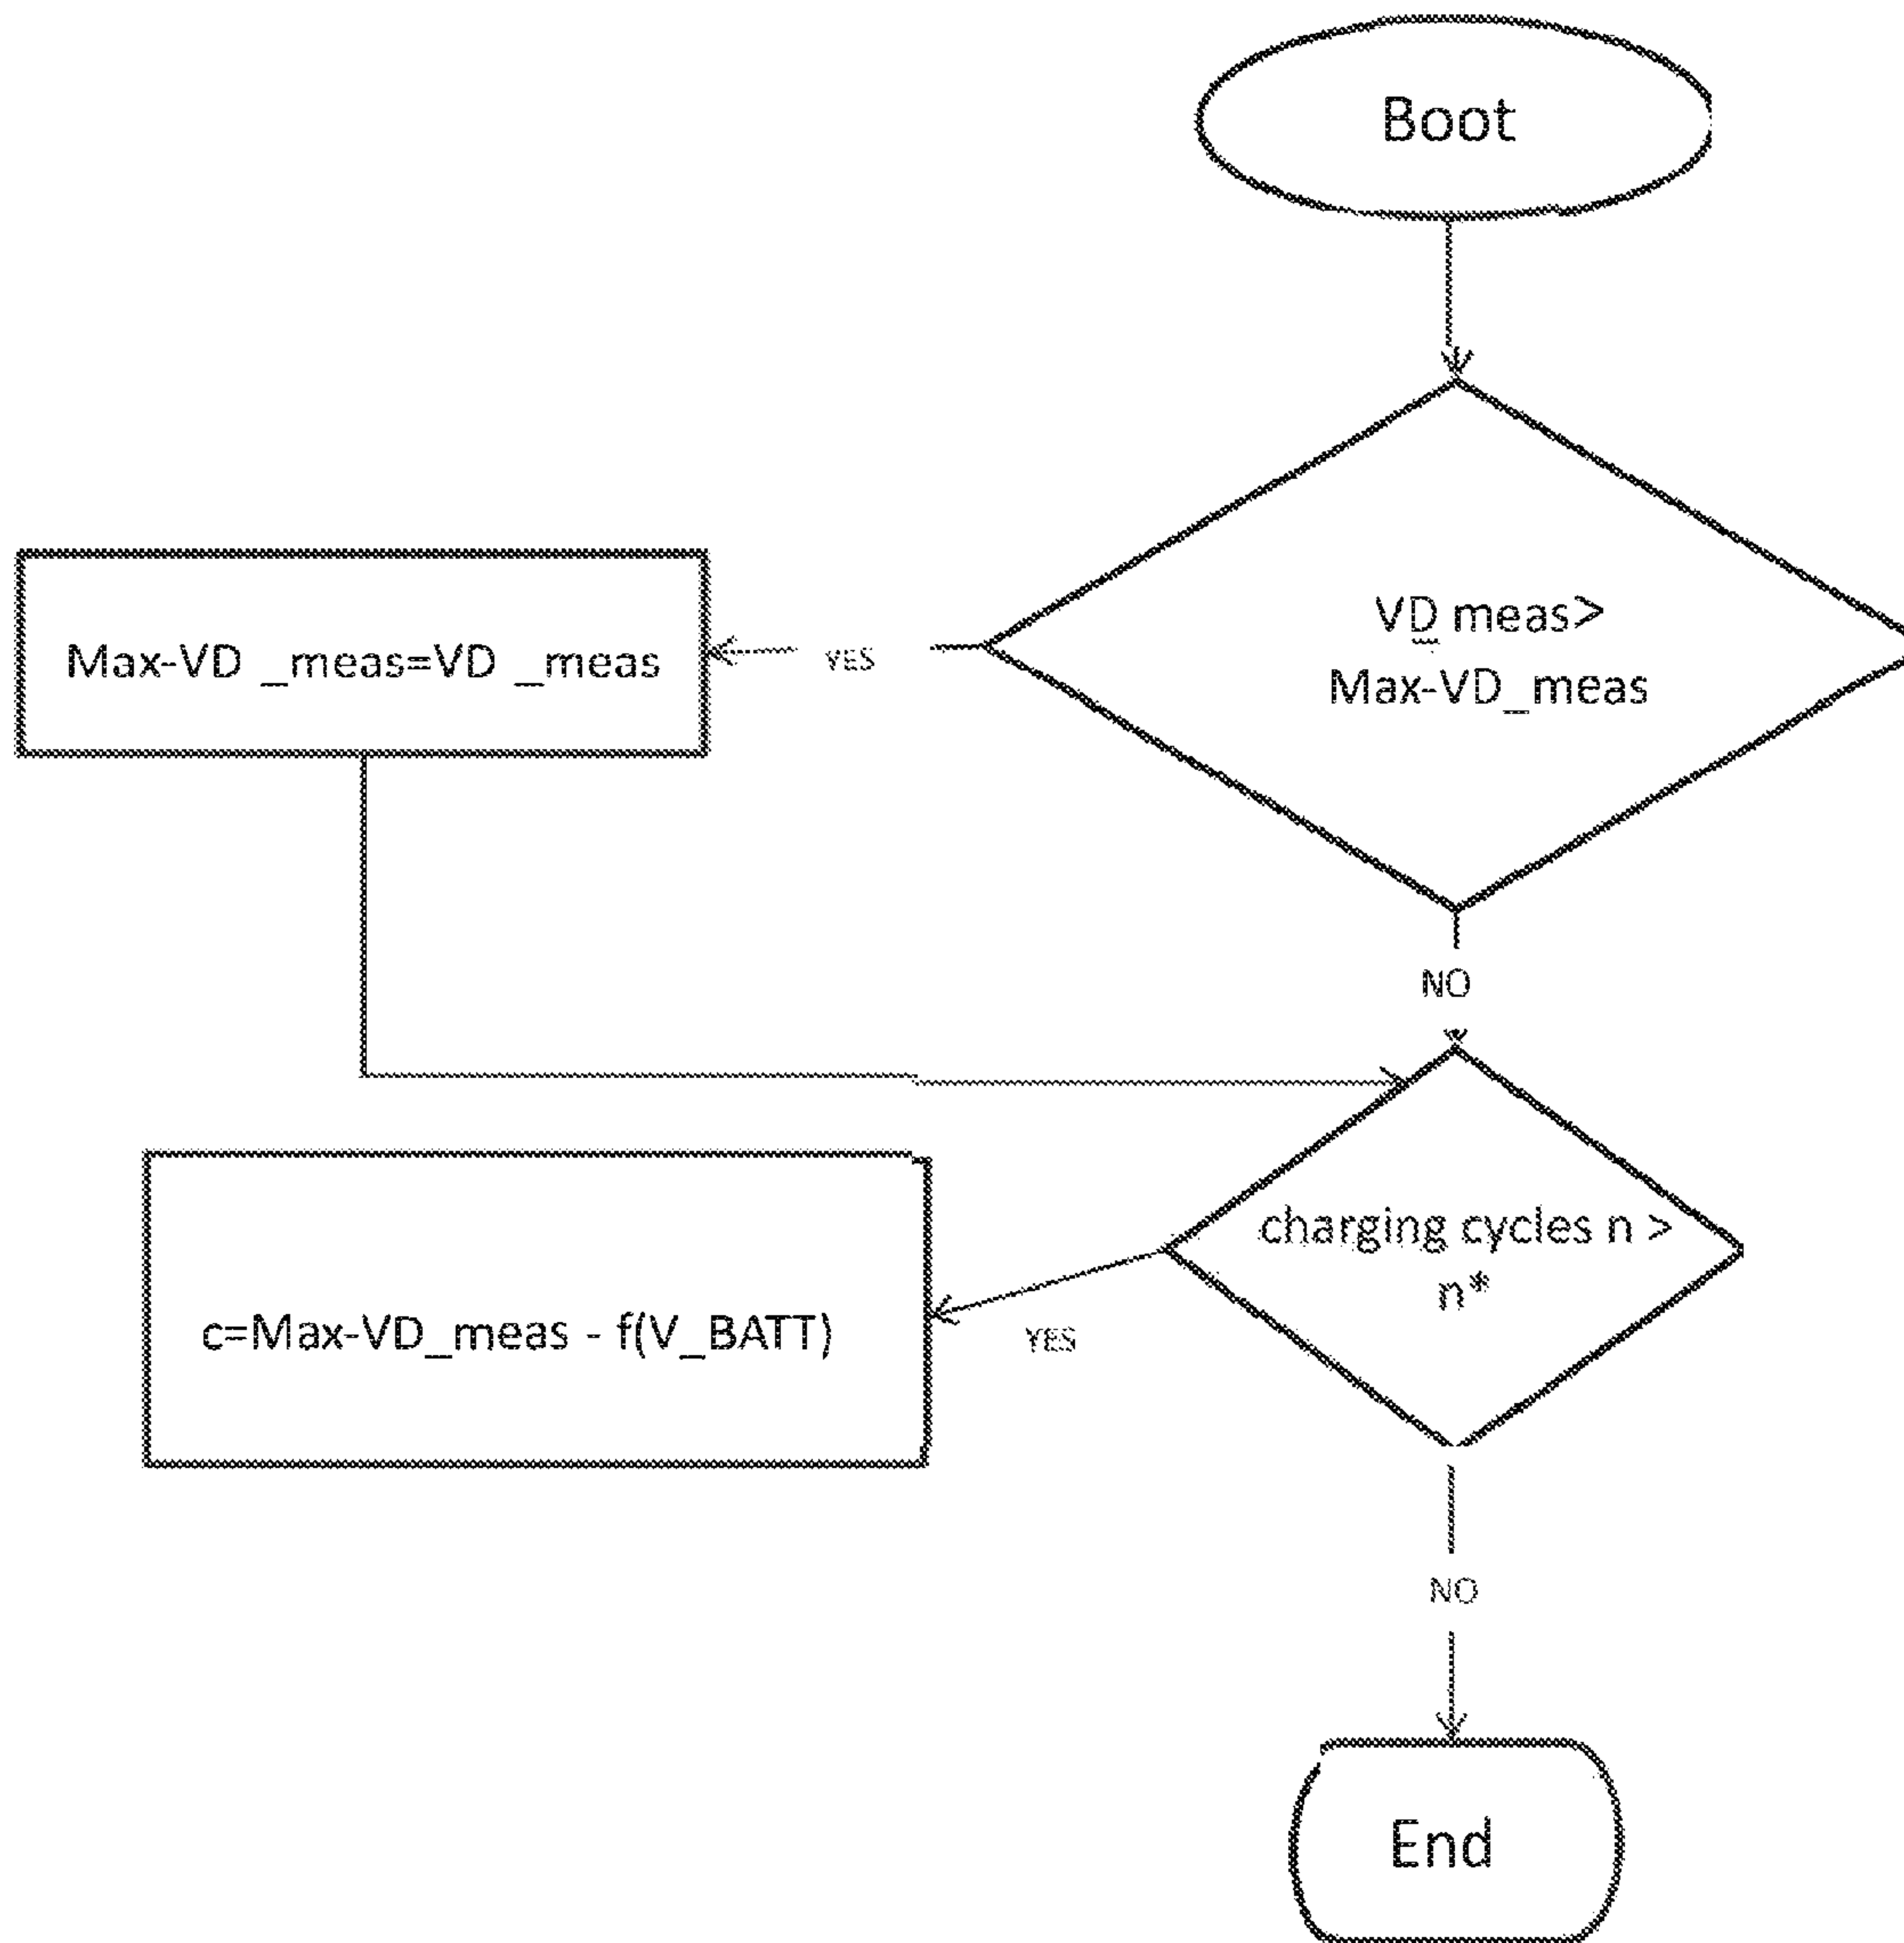 Boot
VD meas>
Max-VD_meas
YES
Max-VD _meas=VD _meas
NO
charging cycles n >
n*
YES
c=Max-VD_meas - f(V_BATT)
NO
End